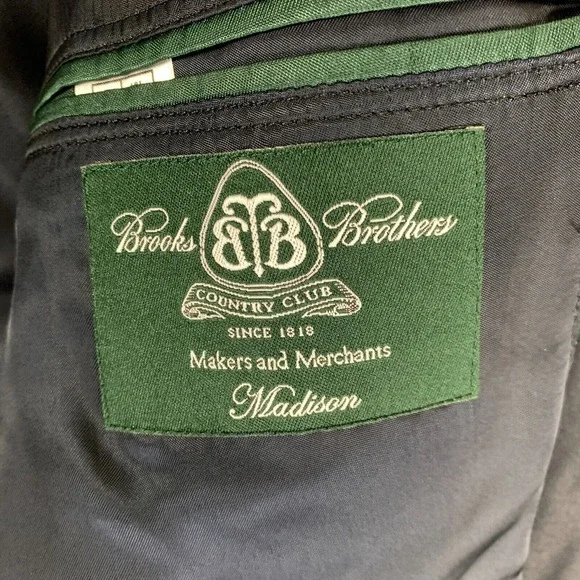 Brooks BB Brothers
COUNTRY CLUB
SINCE 1818
Makers and Merchants
Madison